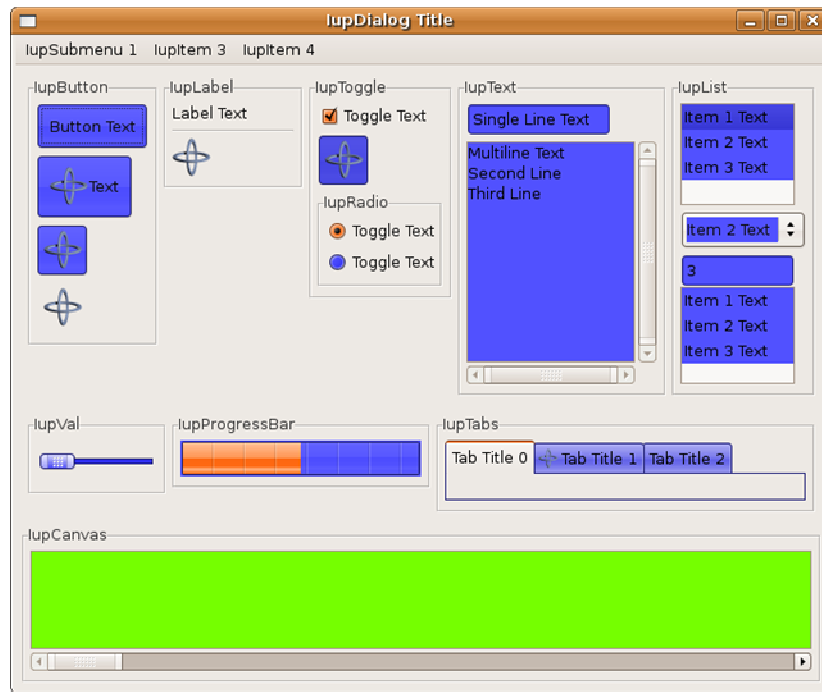 IupDialog Title
IupSubmenu 1 IupItem 3 IupItem 4
IupButton
Button Text
Text
IupLabel
Label Text
IupToggle
Toggle Text
IupRadio
Toggle Text
Toggle Text
IupText
Single Line Text
Multiline Text
Second Line
Third Line
IupList
Item 1 Text
Item 2 Text
Item 3 Text
Item 2 Text
3
Item 1 Text
Item 2 Text
Item 3 Text
IupVal
IupProgressBar
IupTabs
Tab Title 0 Tab Title 1 Tab Title 2
IupCanvas